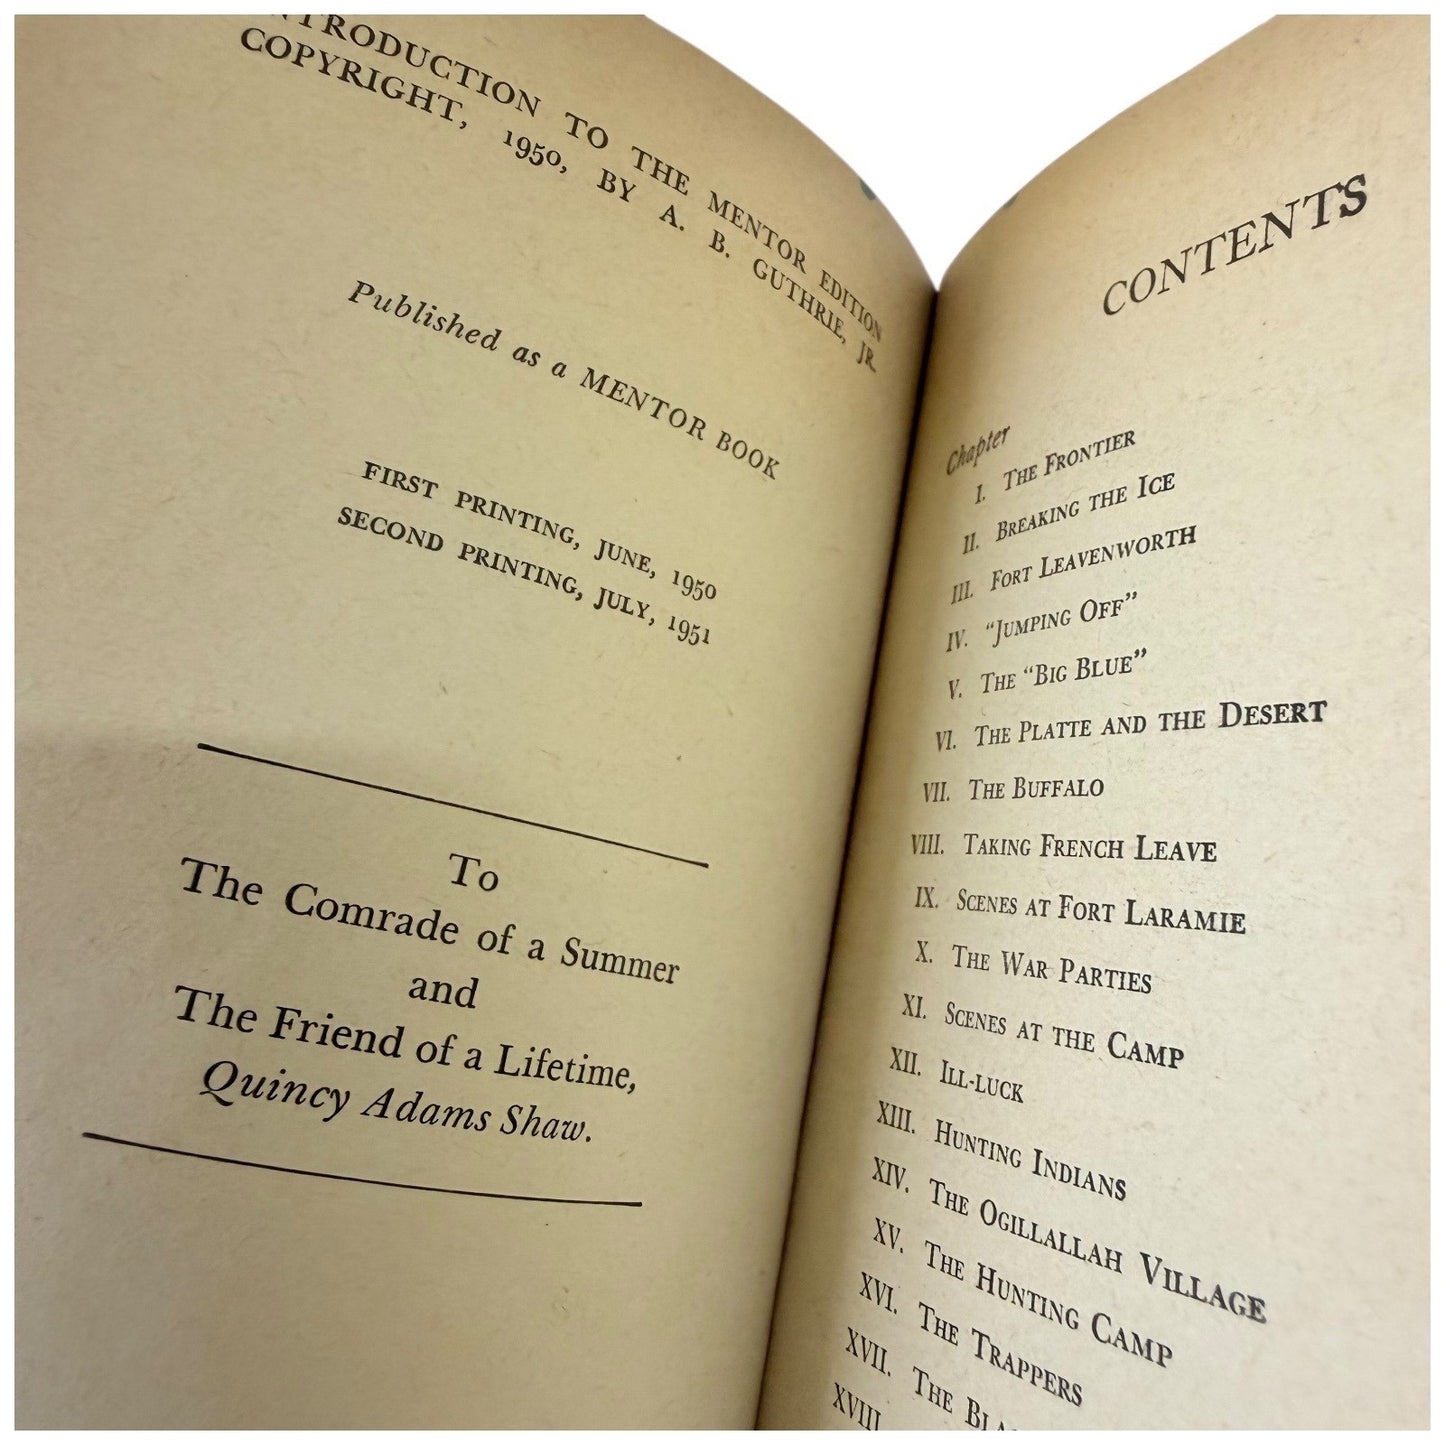 INTRODUCTION TO THE MENTOR EDITION
COPYRIGHT, 1950, BY A. B. GUTHRIE, JR.
Published as a MENTOR BOOK
FIRST PRINTING, JUNE, 1950
SECOND PRINTING, JULY, 1951
To
The Comrade of a Summer
and
The Friend of a Lifetime,
Quincy Adams Shaw.
CONTENTS
Chapter
I. THE FRONTIER
II. BREAKING THE ICE
III. FORT LEAVENWORTH
IV. “JUMPING OFF”
V. THE “BIG BLUE”
VI. THE PLATTE AND THE DESERT
VII. THE BUFFALO
VIII. TAKING FRENCH LEAVE
IX. SCENES AT FORT LARAMIE
X. THE WAR PARTIES
XI. SCENES AT THE CAMP
XII. ILL-LUCK
XIII. HUNTING INDIANS
XIV. THE OGILLALLAH VILLAGE
XV. THE HUNTING CAMP
XVI. THE TRAPPERS
XVII. THE
XVIII